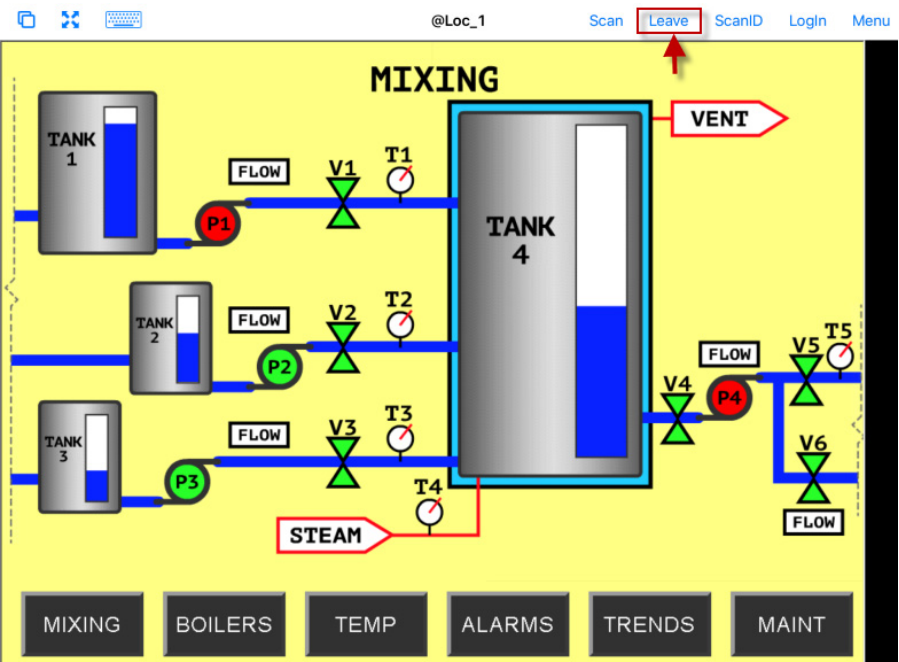 @Loc_1
Scan
Leave
ScanID
LogIn
Menu
MIXING
VENT
TANK
1
FLOW
V1
T1
P1
TANK
4
TANK
2
FLOW
V2
T2
P2
FLOW
V5
T5
V4
P4
TANK
3
FLOW
V3
T3
P3
V6
T4
FLOW
STEAM
MIXING
BOILERS
TEMP
ALARMS
TRENDS
MAINT